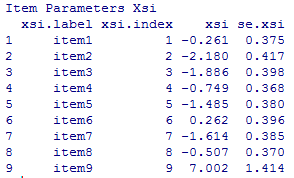 Item Parameters Xsi
xsi.label xsi.index xsi se.xsi
1 item1 1 -0.261 0.375
2 item2 2 -2.180 0.417
3 item3 3 -1.886 0.398
4 item4 4 -0.749 0.368
5 item5 5 -1.485 0.380
6 item6 6 0.262 0.396
7 item7 7 -1.614 0.385
8 item8 8 -0.507 0.370
9 item9 9 7.002 1.414